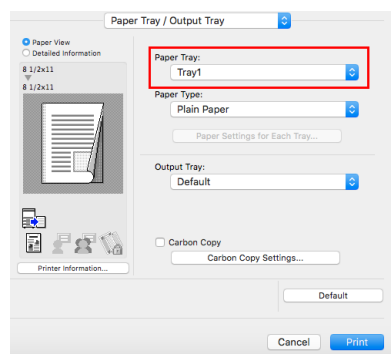 Paper Tray / Output Tray
Paper View
Detailed Information
8 1/2x11
8 1/2x11
Printer Information...
Paper Tray:
Tray1
Paper Type:
Plain Paper
Paper Settings for Each Tray...
Output Tray:
Default
Carbon Copy
Carbon Copy Settings...
Default
Cancel
Print